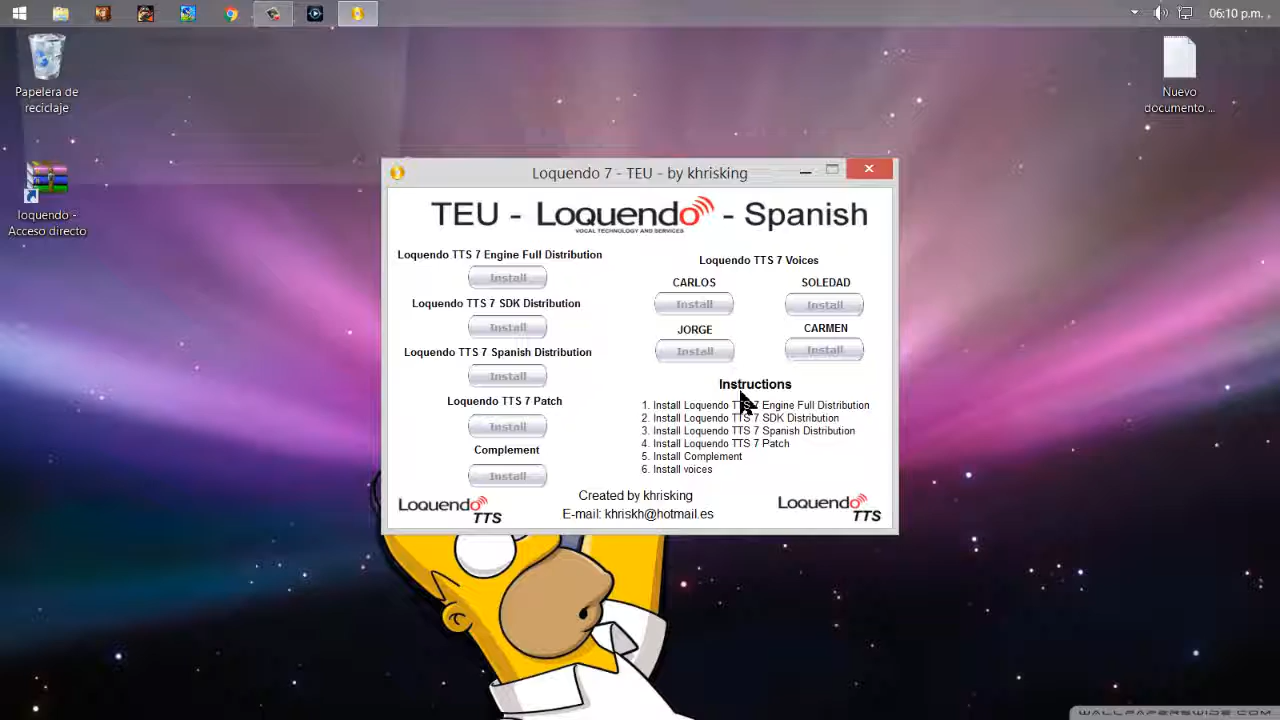 06:10 p.m.
Papelera de
reciclaje
Nuevo
documento ...
loquendo -
Acceso directo
Loquendo 7 - TEU - by khrisking
TEU - Loquendo - Spanish
VOCAL TECHNOLOGY AND SERVICES
Loquendo TTS 7 Engine Full Distribution
Install
Loquendo TTS 7 SDK Distribution
Install
Loquendo TTS 7 Spanish Distribution
Install
Loquendo TTS 7 Patch
Install
Complement
Install
Loquendo TTS 7 Voices
CARLOS
Install
SOLEDAD
Install
JORGE
Install
CARMEN
Install
Instructions
1. Install Loquendo TTS 7 Engine Full Distribution
2. Install Loquendo TTS 7 SDK Distribution
3. Install Loquendo TTS 7 Spanish Distribution
4. Install Loquendo TTS 7 Patch
5. Install Complement
6. Install voices
Loquendo
TTS
Created by khrisking
E-mail: khriskh@hotmail.es
Loquendo
TTS
WALLPAPERSWIDE.COM